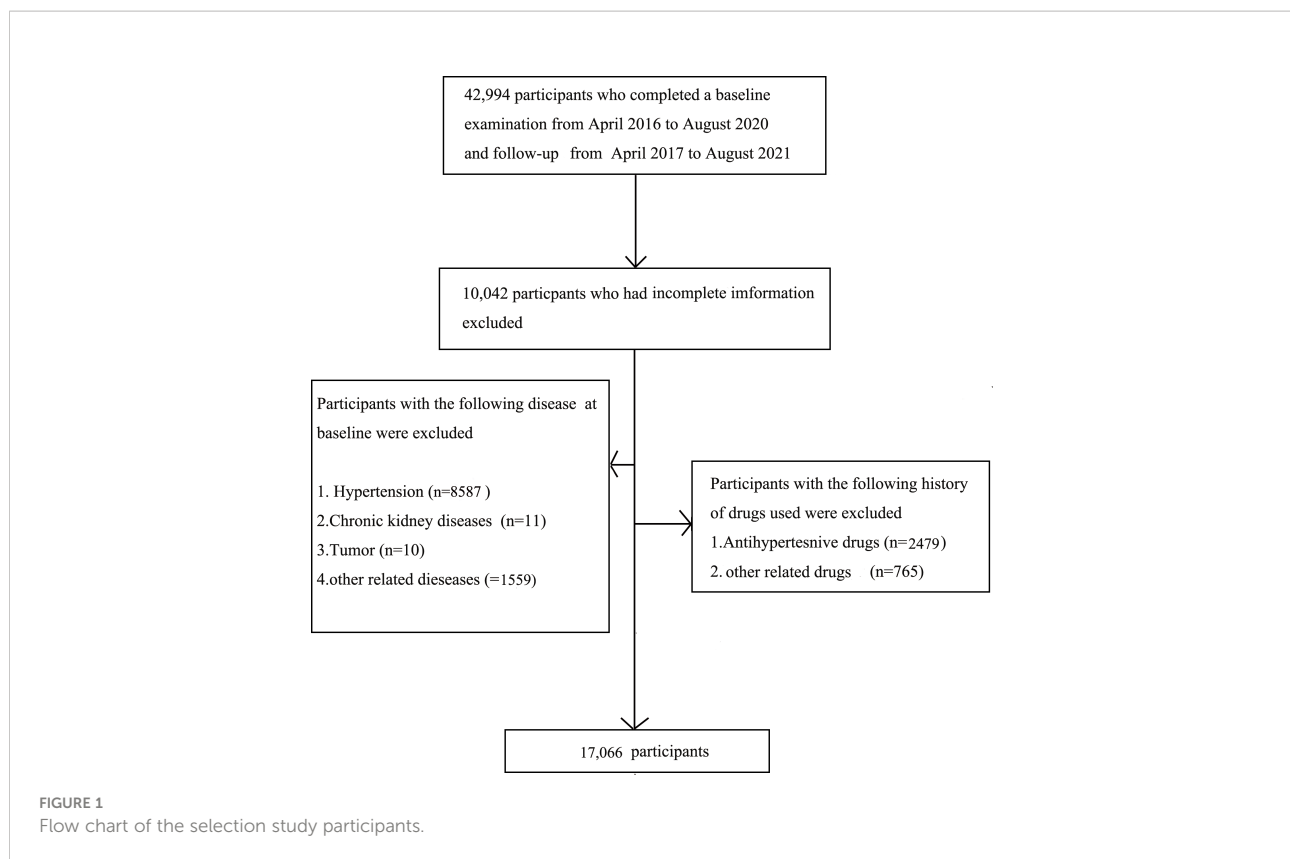 42,994 participants who completed a baseline
examination from April 2016 to August 2020
and follow-up from April 2017 to August 2021
10,042 particpants who had incomplete imformation
excluded
Participants with the following disease at
baseline were excluded
1. Hypertension (n=8587 )
2.Chronic kidney diseases (n=11)
3.Tumor (n=10)
4.other related dieseases (=1559)
Participants with the following history
of drugs used were excluded
1.Antihypertesnive drugs (n=2479)
2. other related drugs (n=765)
17,066 participants
FIGURE 1
Flow chart of the selection study participants.